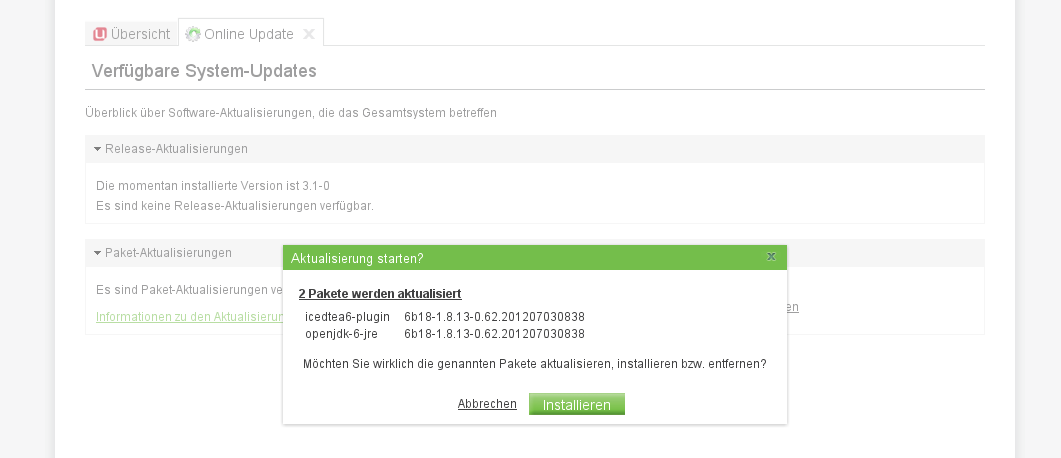 Übersicht Online Update
Verfügbare System-Updates
Überblick über Software-Aktualisierungen, die das Gesamtsystem betreffen
Release-Aktualisierungen
Die momentan installierte Version ist 3.1-0
Es sind keine Release-Aktualisierungen verfügbar.
Paket-Aktualisierungen
Es sind Paket-Aktualisierungen ve
Informationen zu den Aktualisierun
en
Aktualisierung starten?
2 Pakete werden aktualisiert
icedtea6-plugin 6b18-1.8.13-0.62.201207030838
openjdk-6-jre 6b18-1.8.13-0.62.201207030838
Möchten Sie wirklich die genannten Pakete aktualisieren, installieren bzw. entfernen?
Abbrechen Installieren